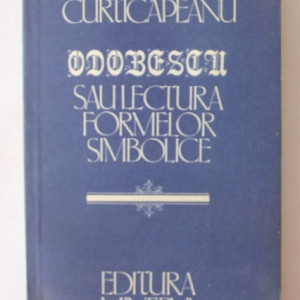 CURTICĂPEANU
ODOBESCU
SAU LECTURA
FORMELOR
SIMBOLICE
EDITURA